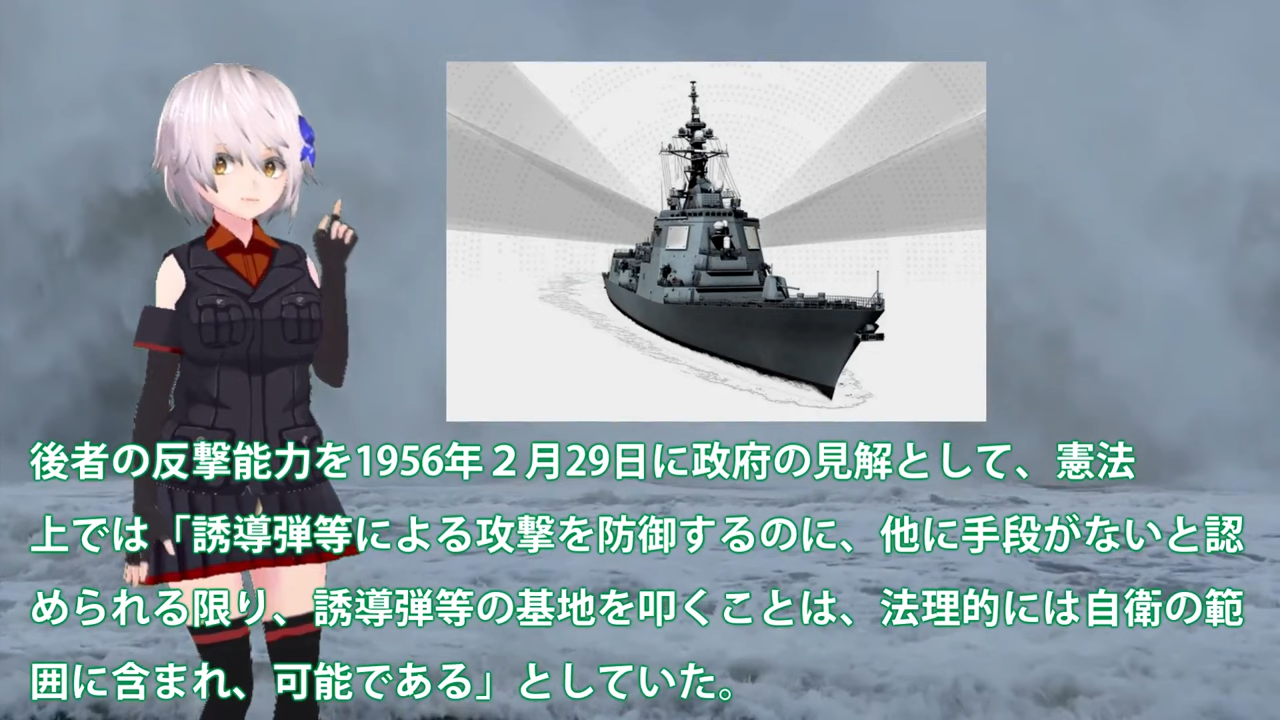 後者の反撃能力を1956年２月29日に政府の見解として、憲法
上では「誘導弾等による攻撃を防御するのに、他に手段がないと認
められる限り、誘導弾等の基地を叩くことは、法理的には自衛の範
囲に含まれ、可能である」としていた。